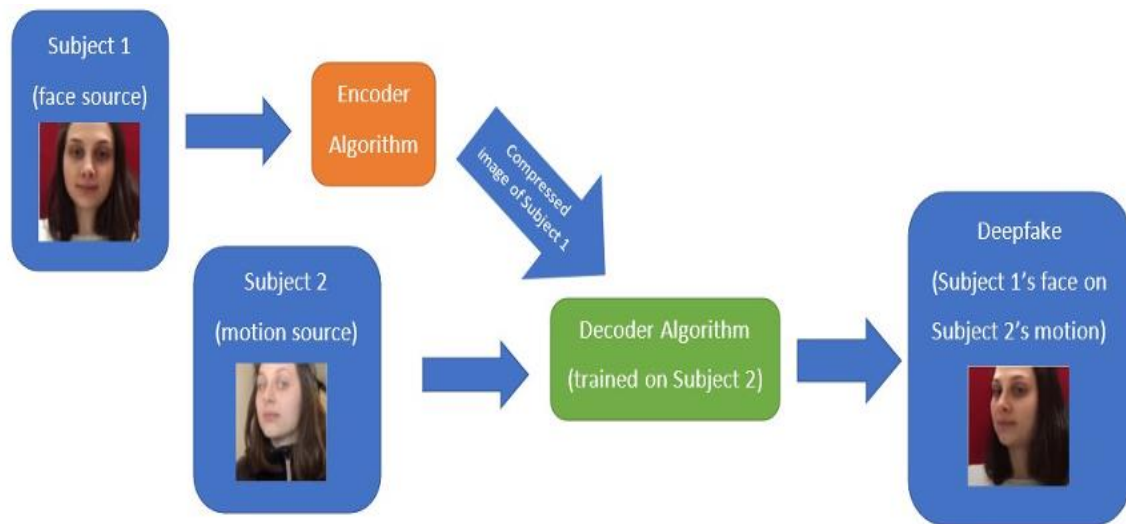 Subject 1
(face source)
Encoder
Algorithm
Compressed
image of Subject 1
Subject 2
(motion source)
Decoder Algorithm
(trained on Subject 2)
Deepfake
(Subject 1’s face on
Subject 2’s motion)